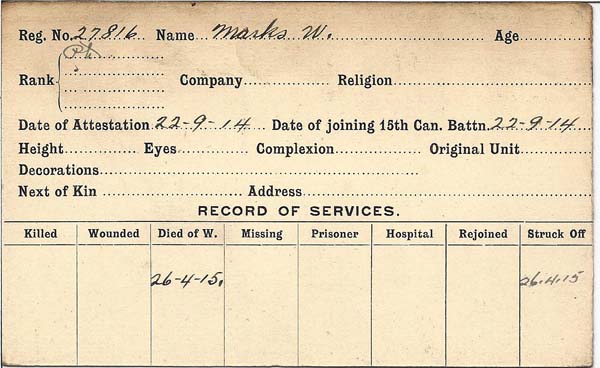 Reg. No. 27816 Name Marks W. Age
Pte
Rank Company Religion
Date of Attestation 22-9-14 Date of joining 15th Can. Battn. 22-9-14
Height Eyes Complexion Original Unit
Decorations
Next of Kin Address
RECORD OF SERVICES.
Killed Wounded Died of W. Missing Prisoner Hospital Rejoined Struck Off
26-4-15. 26.4.15